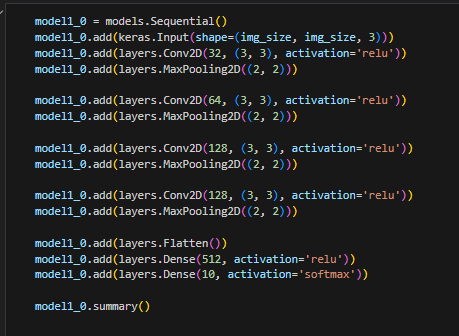 model1_0 = models.Sequential()
model1_0.add(keras.Input(shape=(img_size, img_size, 3)))
model1_0.add(layers.Conv2D(32, (3, 3), activation='relu'))
model1_0.add(layers.MaxPooling2D((2, 2)))
model1_0.add(layers.Conv2D(64, (3, 3), activation='relu'))
model1_0.add(layers.MaxPooling2D((2, 2)))
model1_0.add(layers.Conv2D(128, (3, 3), activation='relu'))
model1_0.add(layers.MaxPooling2D((2, 2)))
model1_0.add(layers.Conv2D(128, (3, 3), activation='relu'))
model1_0.add(layers.MaxPooling2D((2, 2)))
model1_0.add(layers.Flatten())
model1_0.add(layers.Dense(512, activation='relu'))
model1_0.add(layers.Dense(10, activation='softmax'))
model1_0.summary()